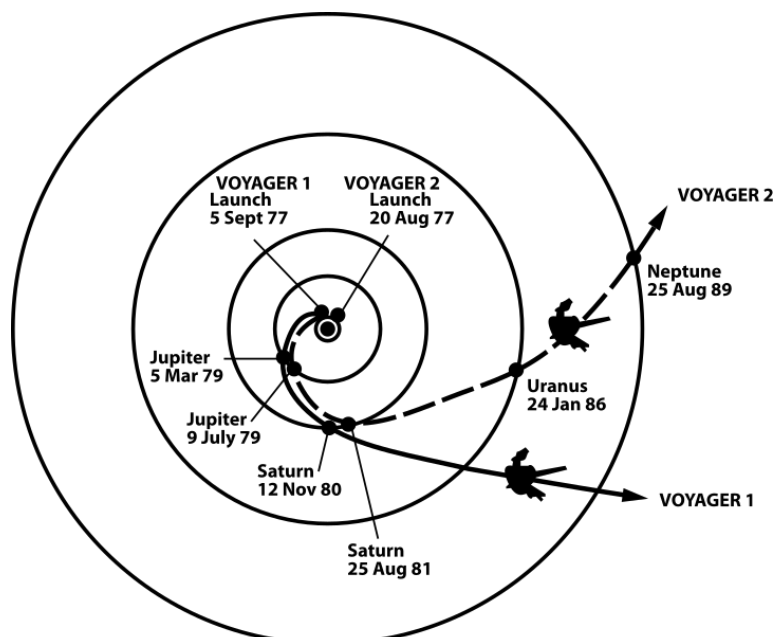 VOYAGER 1
Launch
5 Sept 77
VOYAGER 2
Launch
20 Aug 77
VOYAGER 2
Neptune
25 Aug 89
Jupiter
5 Mar 79
Uranus
24 Jan 86
Jupiter
9 July 79
Saturn
12 Nov 80
VOYAGER 1
Saturn
25 Aug 81